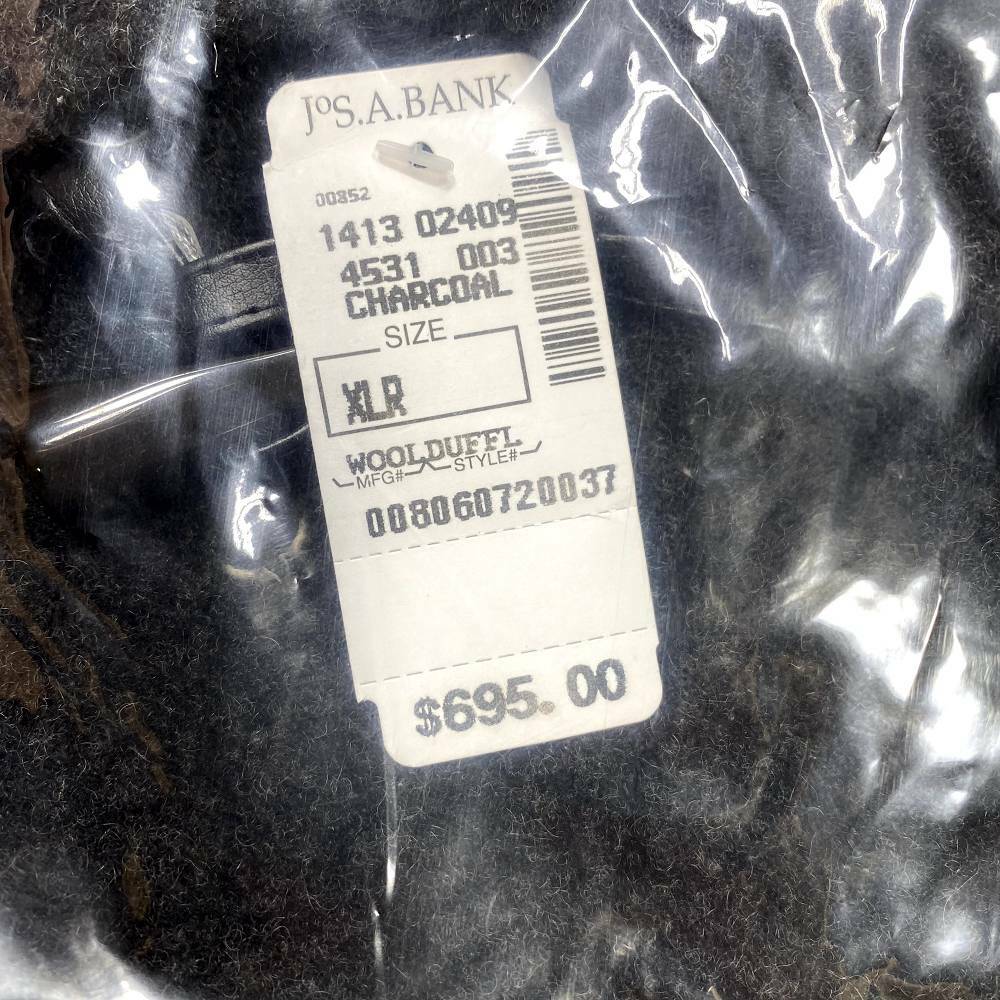 JoS.A.BANK
00852
1413 02409
4531 003
CHARCOAL
SIZE
XLR
WOOLDUFFL
MFG# STYLE#
008060720037
$695.00